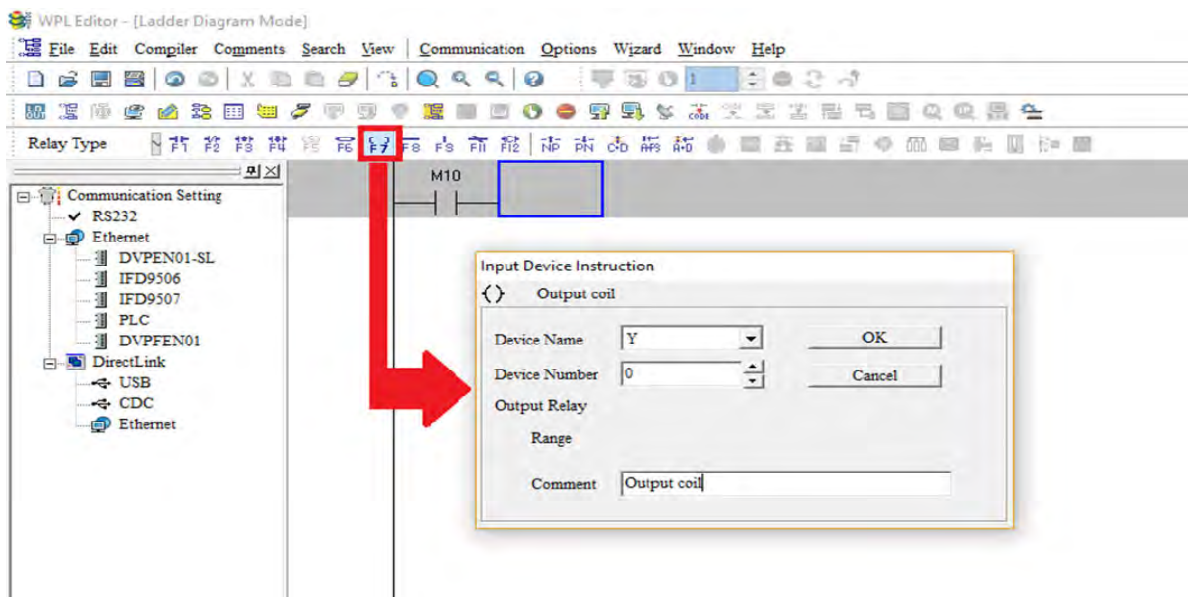 WPL Editor - [Ladder Diagram Mode]
File Edit Compiler Comments Search View Communication Options Wizard Window Help
1
Relay Type F1 F2 F3 F4 F6 F7 F8 F9 F11 F12 NP PN
CODE
M10
Communication Setting
RS232
Ethernet
DVPEN01-SL
IFD9506
IFD9507
PLC
DVPFEN01
DirectLink
USB
CDC
Ethernet
Input Device Instruction
Output coil
Device Name Y OK
Device Number 0 Cancel
Output Relay
Range
Comment Output coil